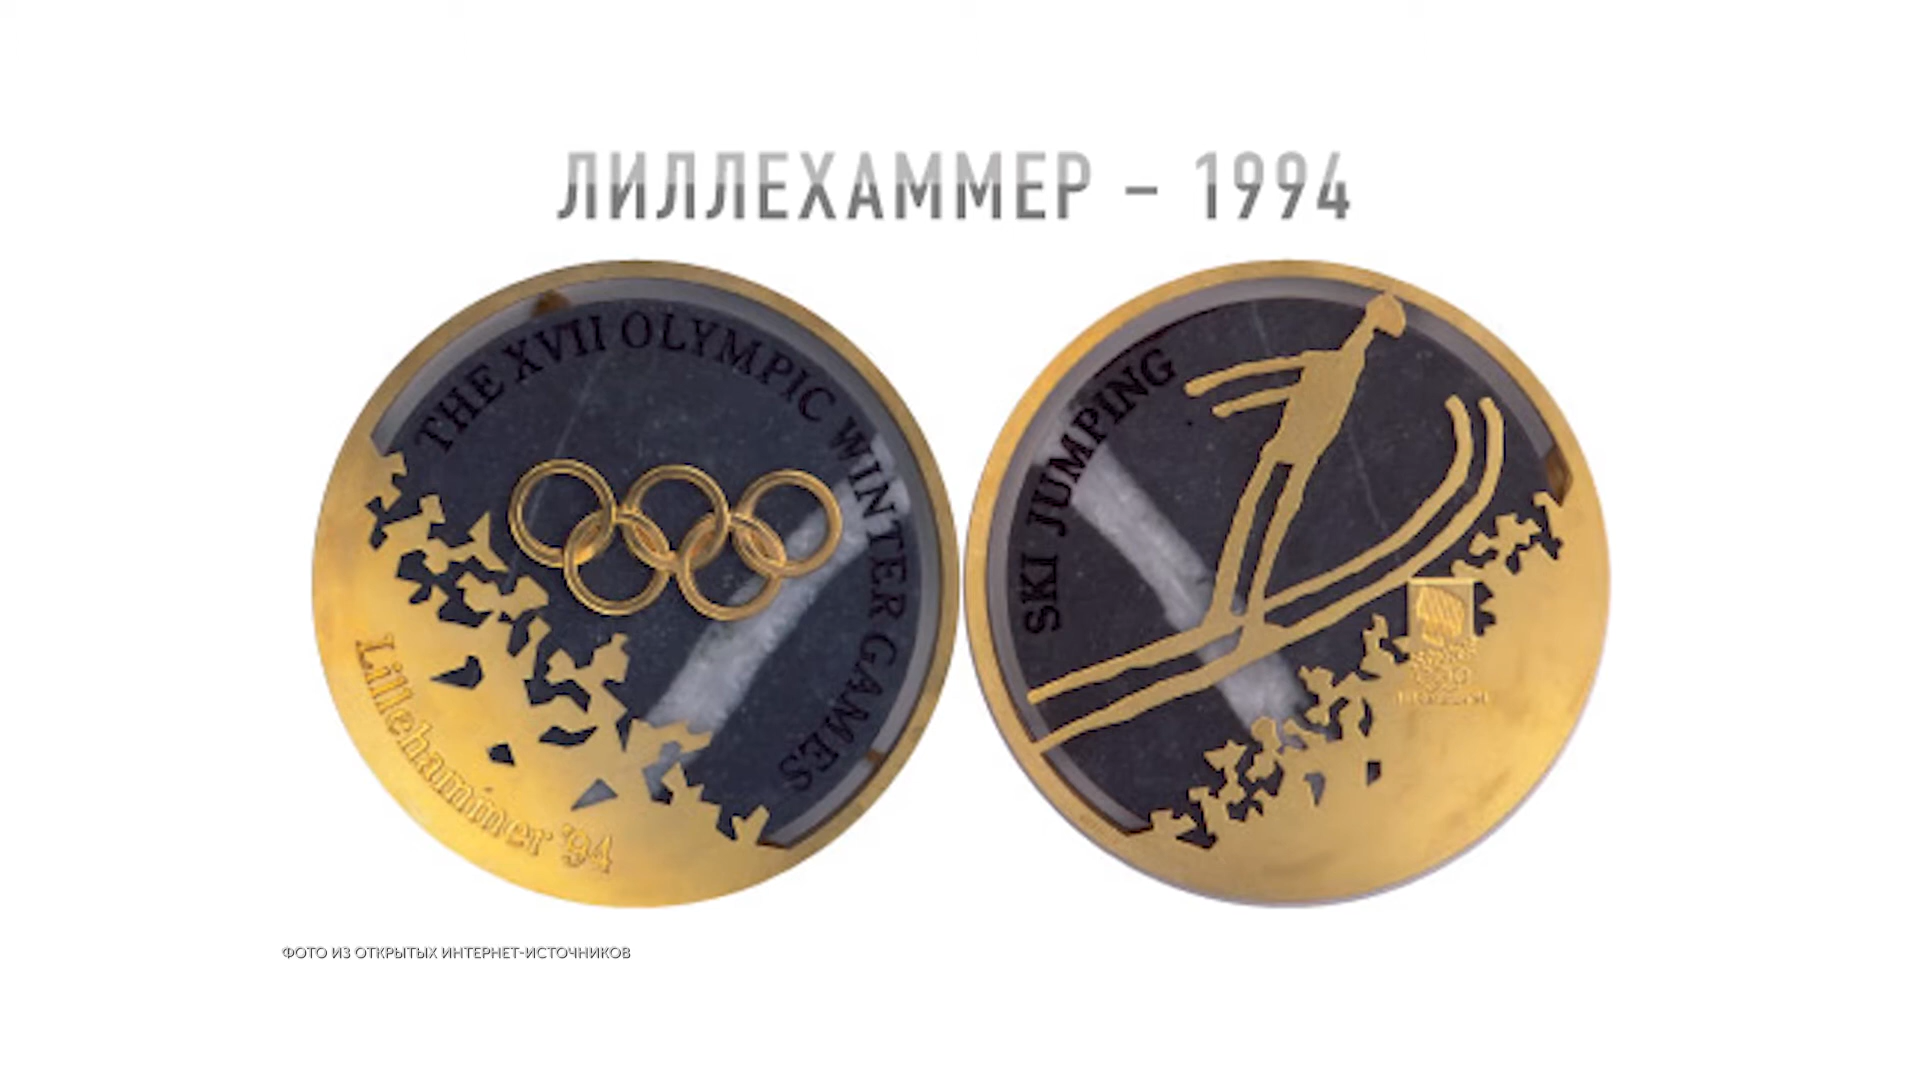 ЛИЛЛЕХАММЕР – 1994
THE XVII OLYMPIC WINTER GAMES
Lillehammer '94
SKI JUMPING
ФОТО ИЗ ОТКРЫТЫХ ИНТЕРНЕТ-ИСТОЧНИКОВ